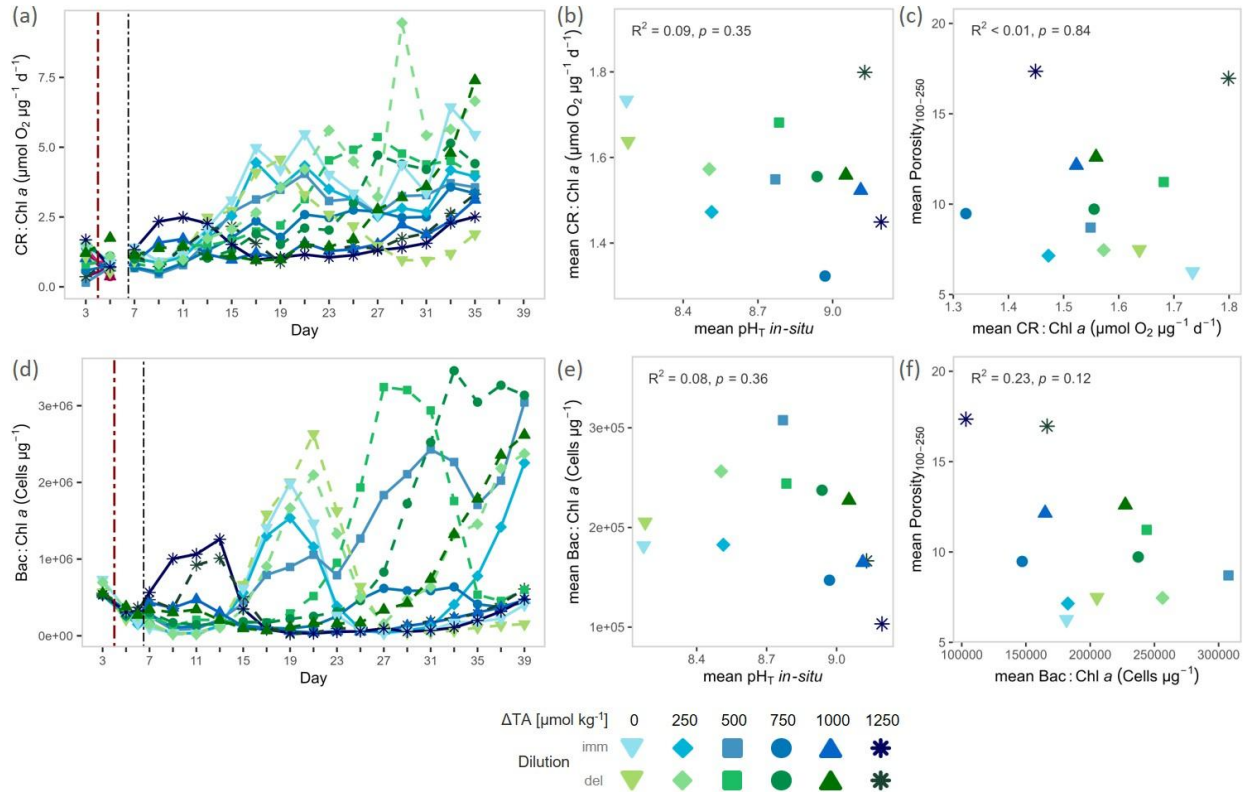 (a)
CR : Chl a (µmol O₂ µg⁻¹ d⁻¹)
7.5
5.0
2.5
0.0
3 7 11 15 19 23 27 31 35 39
Day
(b)
R² = 0.09, p = 0.35
mean CR : Chl a (µmol O₂ µg⁻¹ d⁻¹)
1.8
1.6
1.4
8.4 8.7 9.0
mean pH_T in-situ
(c)
R² < 0.01, p = 0.84
mean Porosity₁₀₀₋₂₅₀
20
15
10
5
1.3 1.4 1.5 1.6 1.7 1.8
mean CR : Chl a (µmol O₂ µg⁻¹ d⁻¹)
(d)
Bac : Chl a (Cells µg⁻¹)
3e+06
2e+06
1e+06
0e+00
3 7 11 15 19 23 27 31 35 39
Day
(e)
R² = 0.08, p = 0.36
mean Bac : Chl a (Cells µg⁻¹)
3e+05
2e+05
1e+05
8.4 8.7 9.0
mean pH_T in-situ
(f)
R² = 0.23, p = 0.12
mean Porosity₁₀₀₋₂₅₀
20
15
10
5
100000 150000 200000 250000 300000
mean Bac : Chl a (Cells µg⁻¹)
ΔTA [µmol kg⁻¹] 0 250 500 750 1000 1250
Dilution
imm
del